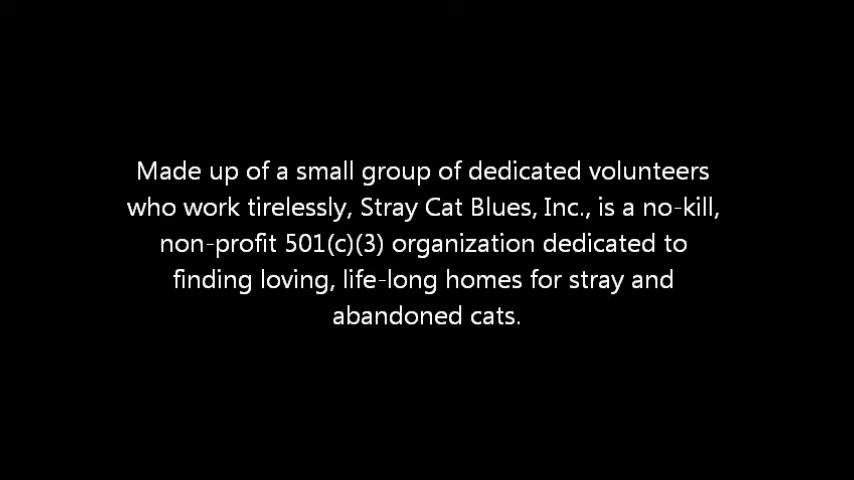 Made up of a small group of dedicated volunteers
who work tirelessly, Stray Cat Blues, Inc., is a no-kill,
non-profit 501(c)(3) organization dedicated to
finding loving, life-long homes for stray and
abandoned cats.